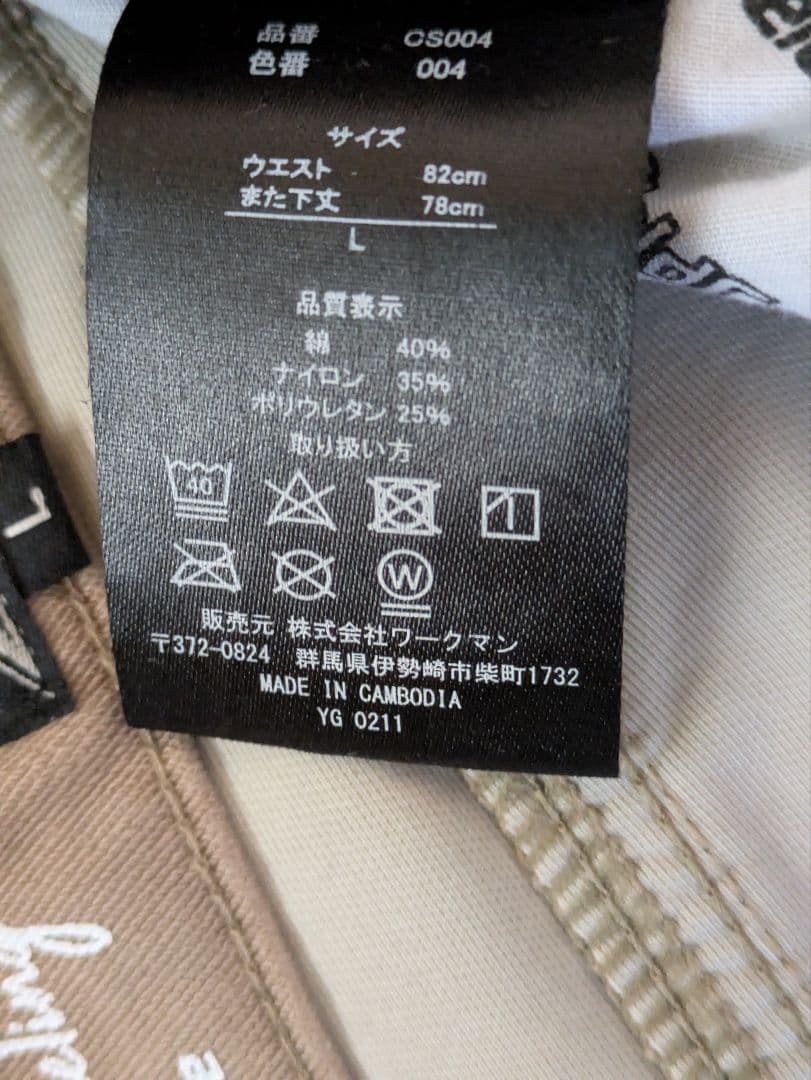 品番 CS004
色番 004
サイズ
ウエスト 82cm
また下丈 78cm
L
品質表示
綿 40%
ナイロン 35%
ポリウレタン 25%
取り扱い方
40
W
販売元 株式会社ワークマン
〒372-0824 群馬県伊勢崎市柴町1732
MADE IN CAMBODIA
YG 0211
L